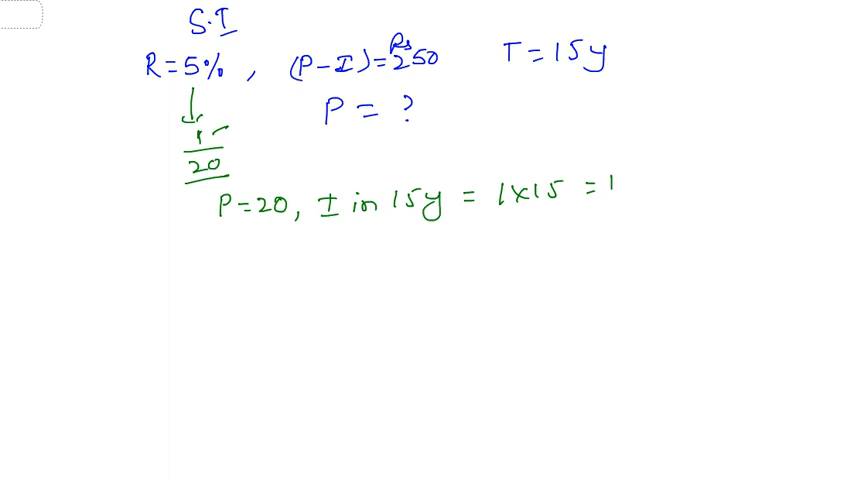 S.I
R = 5%, (P-I) = Rs 250 T = 15y
P = ?
1
20
P = 20, I in 15y = 1×15 = 1